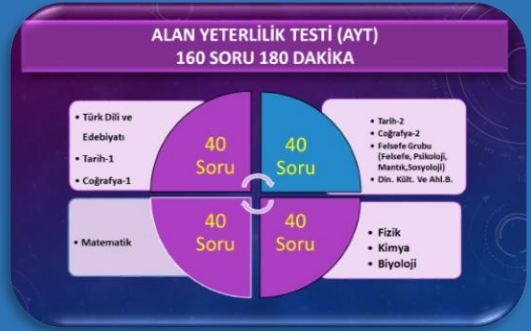 ALAN YETERLİLİK TESTİ (AYT)
160 SORU 180 DAKİKA
• Türk Dili ve
Edebiyatı
• Tarih-1
• Coğrafya-1
40
Soru
40
Soru
• Tarih-2
• Coğrafya-2
• Felsefe Grubu
(Felsefe, Psikoloji,
Mantık,Sosyoloji)
• Din. Kült. Ve Ahl.B.
• Matematik
40
Soru
40
Soru
• Fizik
• Kimya
• Biyoloji